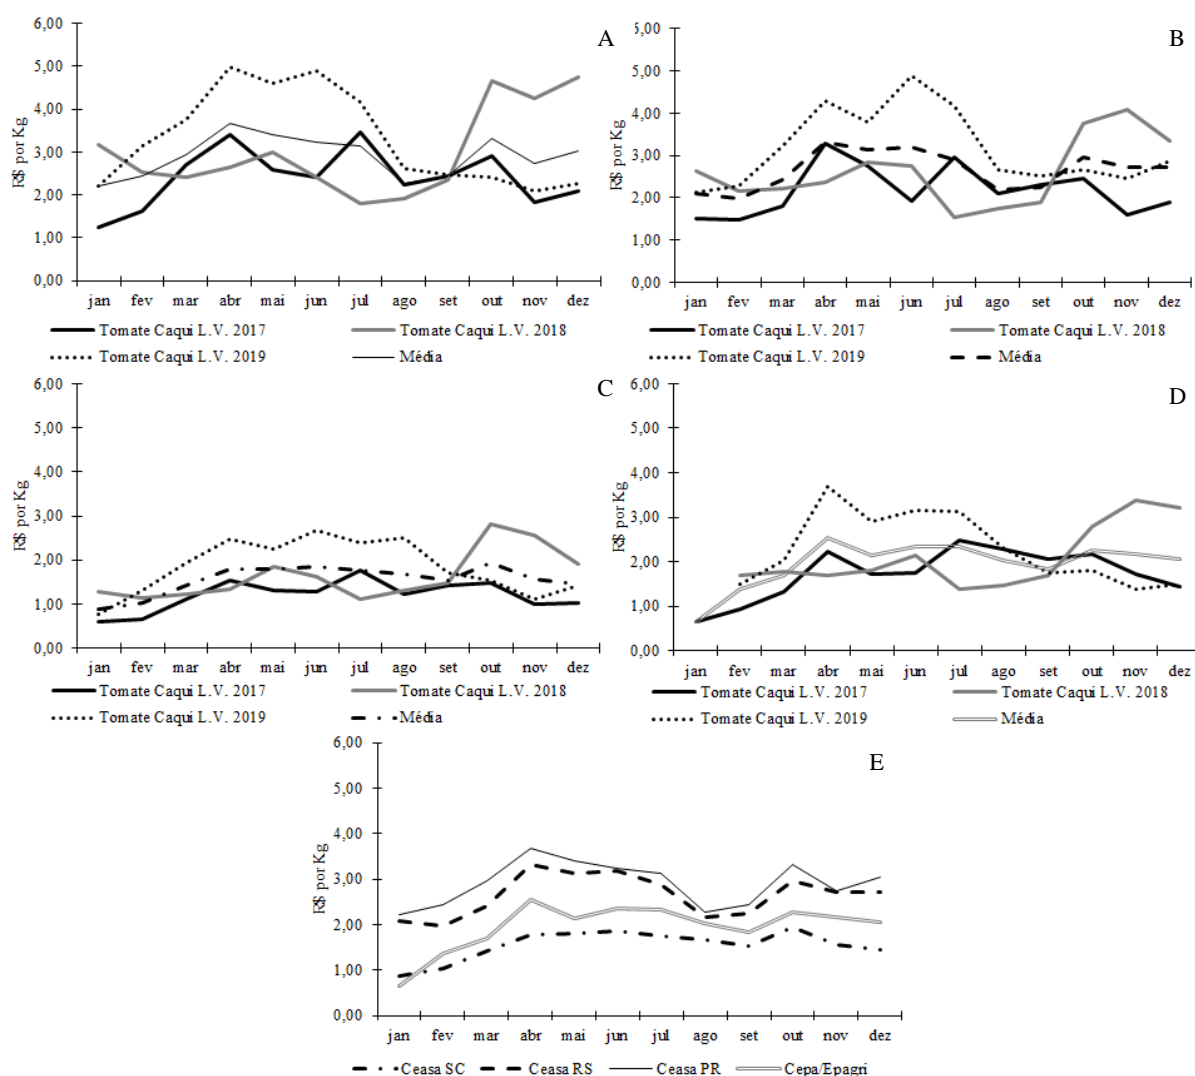 A
6,00
5,00
4,00
3,00
2,00
1,00
0,00
R$ por Kg
jan fev mar abr mai jun jul ago set out nov dez
Tomate Caqui L.V. 2017 Tomate Caqui L.V. 2018
Tomate Caqui L.V. 2019 Média
B
5,00
5,00
4,00
3,00
2,00
1,00
0,00
R$ por Kg
jan fev mar abr mai jun jul ago set out nov dez
Tomate Caqui L.V. 2017 Tomate Caqui L.V. 2018
Tomate Caqui L.V. 2019 Média
C
6,00
5,00
4,00
3,00
2,00
1,00
0,00
R$ por Kg
jan fev mar abr mai jun jul ago set out nov dez
Tomate Caqui L.V. 2017 Tomate Caqui L.V. 2018
Tomate Caqui L.V. 2019 Média
D
6,00
5,00
4,00
3,00
2,00
1,00
0,00
R$ por Kg
jan fev mar abr mai jun jul ago set out nov dez
Tomate Caqui L.V. 2017 Tomate Caqui L.V. 2018
Tomate Caqui L.V. 2019 Média
E
6,00
5,00
4,00
3,00
2,00
1,00
0,00
R$ por Kg
jan fev mar abr mai jun jul ago set out nov dez
Ceasa SC Ceasa RS Ceasa PR Cepa/Epagri